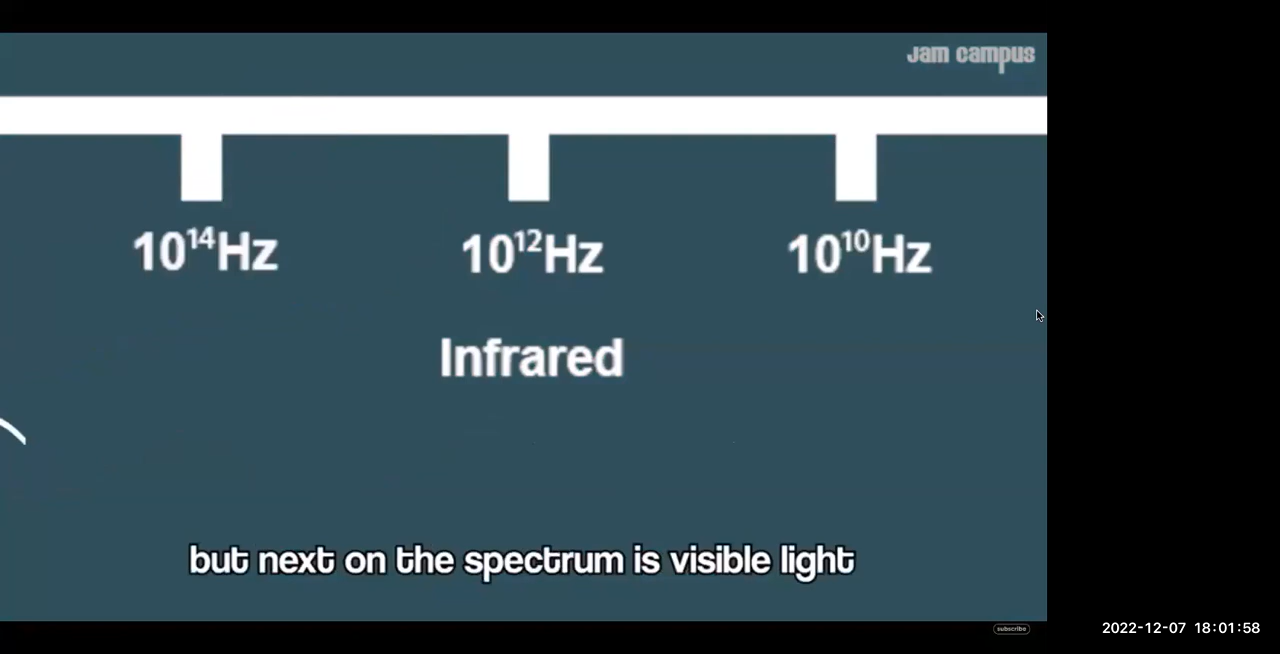 Jam campus
10¹⁴Hz 10¹²Hz 10¹⁰Hz
Infrared
but next on the spectrum is visible light
subscribe
2022-12-07 18:01:58